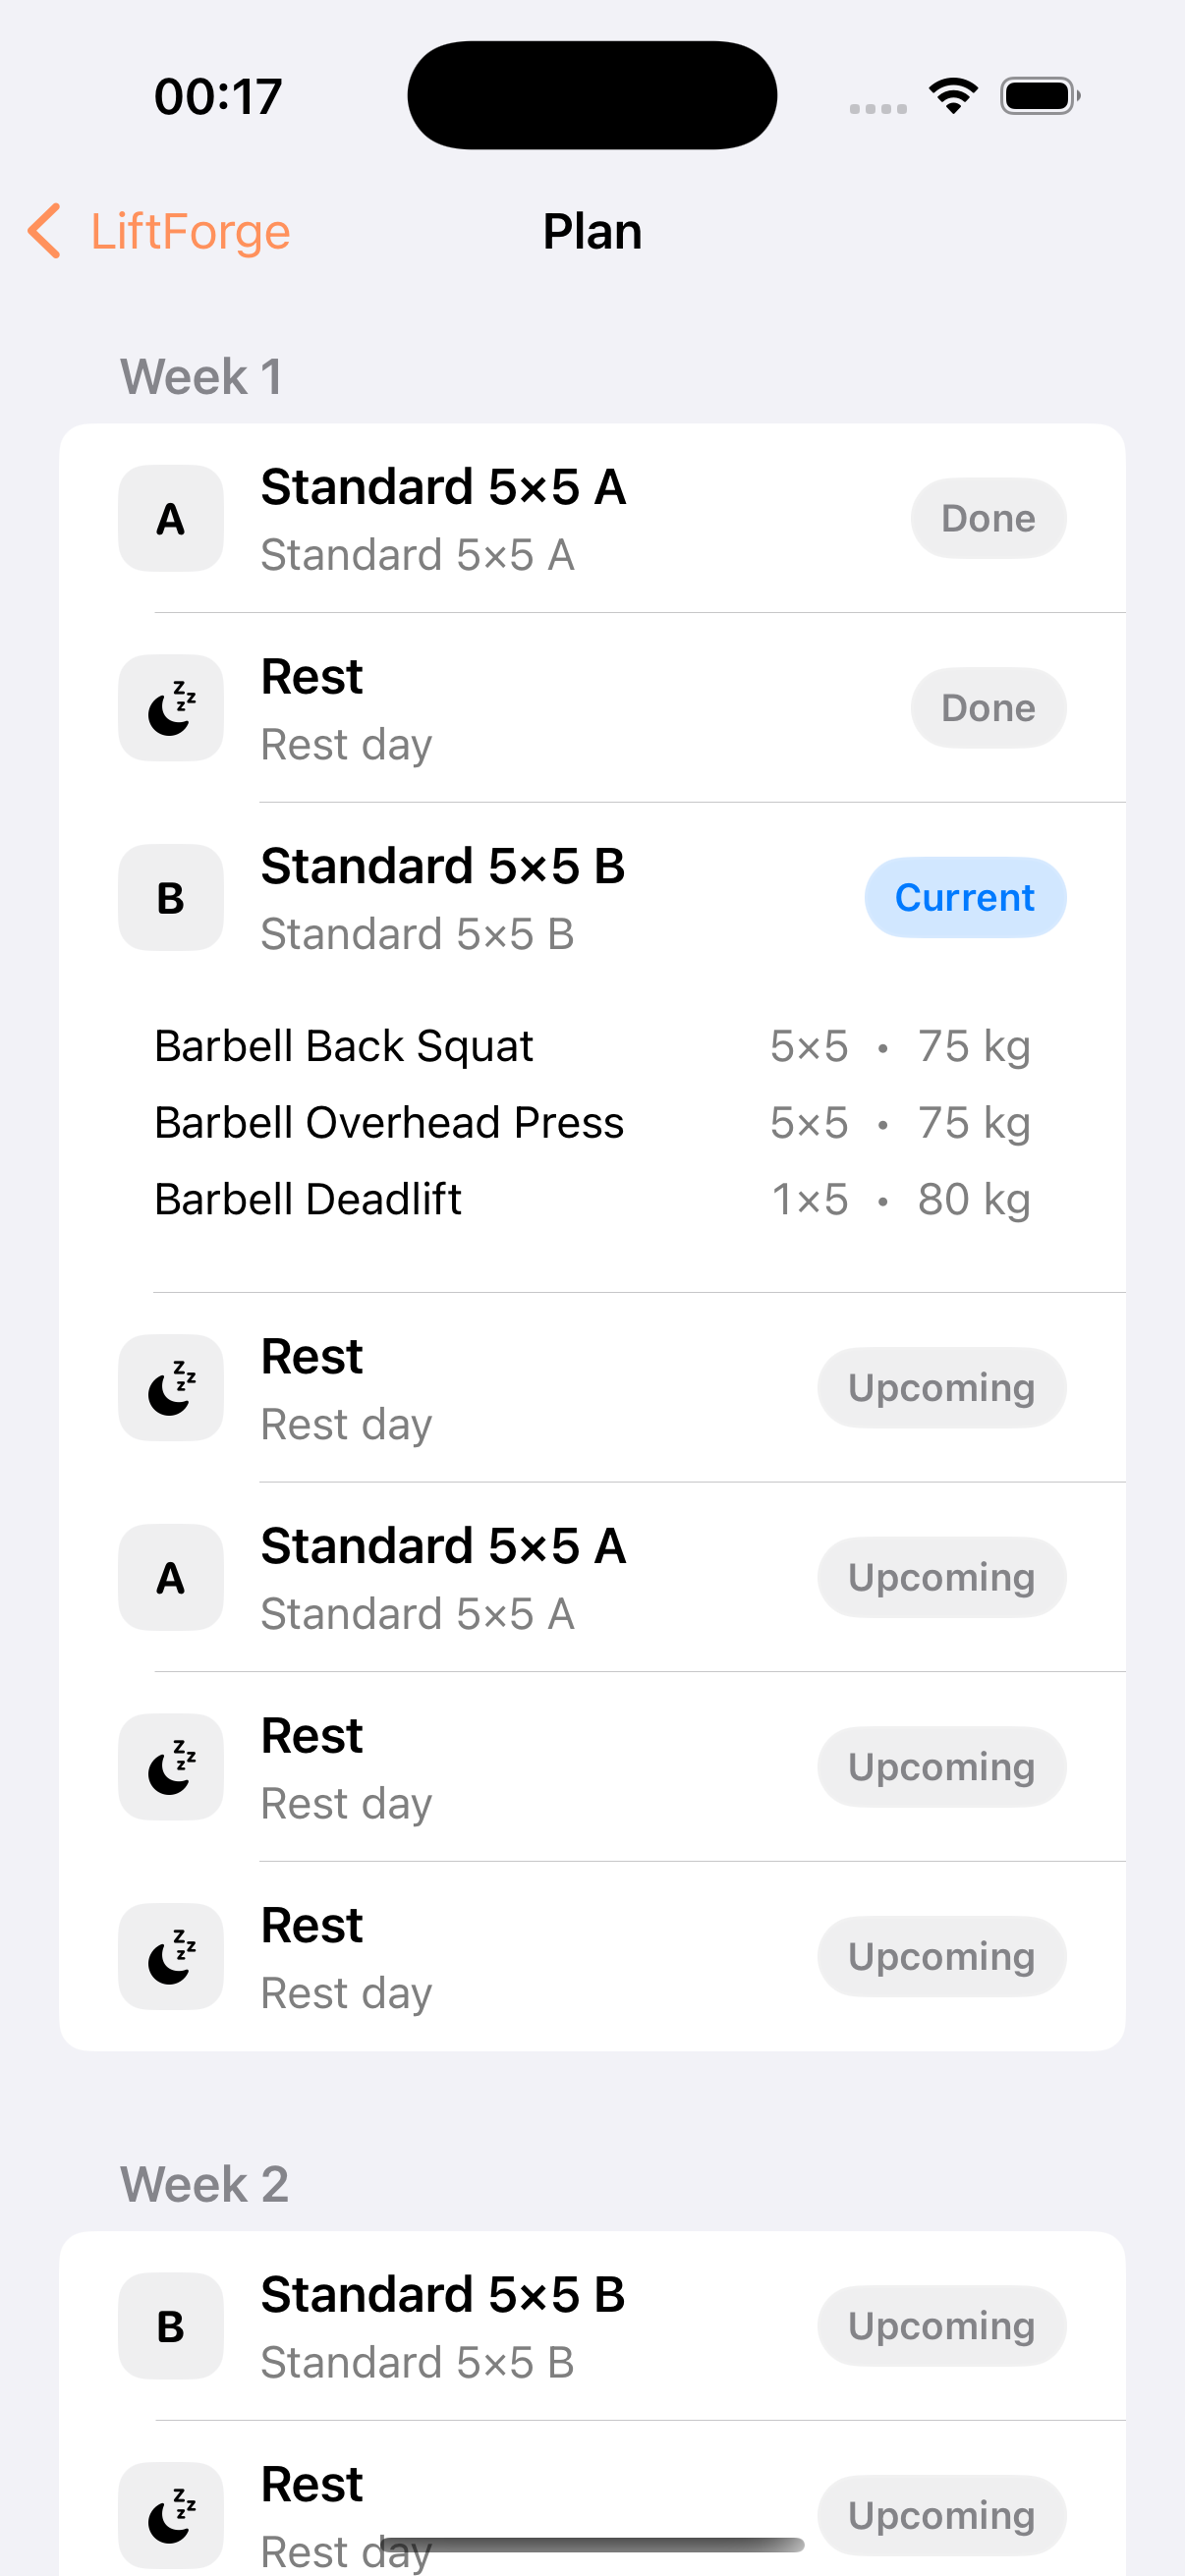 00:17
LiftForge
Plan
Week 1
A
Standard 5×5 A
Standard 5×5 A
Done
Rest
Rest day
Done
B
Standard 5×5 B
Standard 5×5 B
Current
Barbell Back Squat 5×5 • 75 kg
Barbell Overhead Press 5×5 • 75 kg
Barbell Deadlift 1×5 • 80 kg
Rest
Rest day
Upcoming
A
Standard 5×5 A
Standard 5×5 A
Upcoming
Rest
Rest day
Upcoming
Rest
Rest day
Upcoming
Week 2
B
Standard 5×5 B
Standard 5×5 B
Upcoming
Rest
Rest day
Upcoming